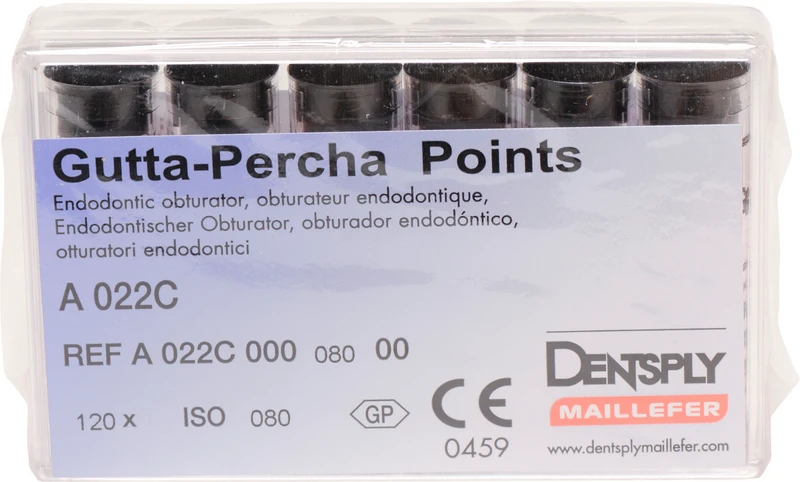 Gutta-Percha Points
Endodontic obturator, obturateur endodontique,
Endodontischer Obturator, obturador endodóntico,
otturatori endodontici
A 022C
REF A 022C 000 080 00
120 x ISO 080 GP CE
0459
DENTSPLY
MAILLEFER
www.dentsplymaillefer.com